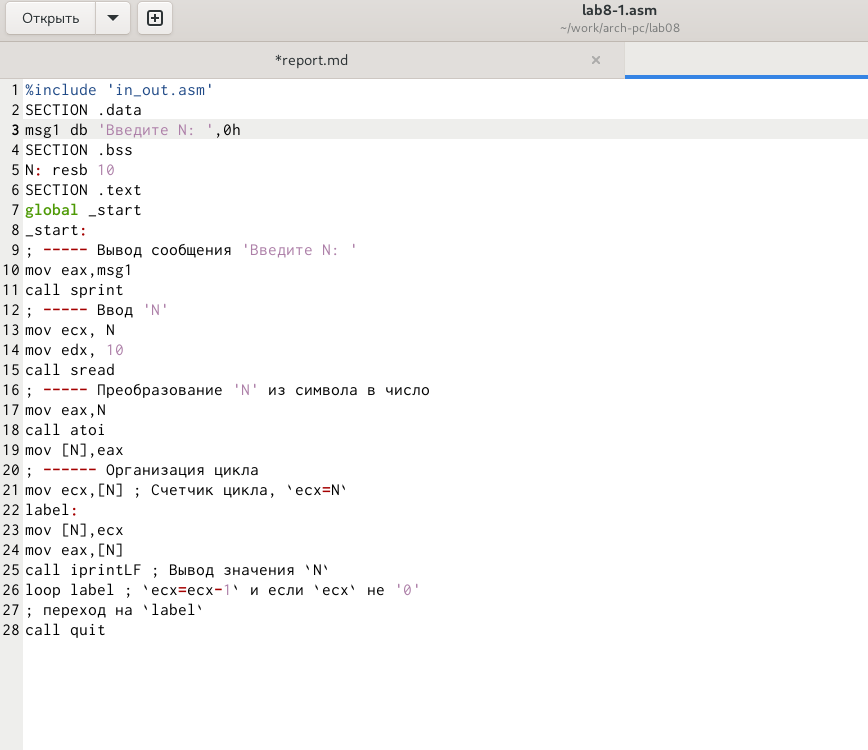 Открыть
lab8-1.asm
~/work/arch-pc/lab08
*report.md
1 %include 'in_out.asm'
2 SECTION .data
3 msg1 db 'Введите N: ',0h
4 SECTION .bss
5 N: resb 10
6 SECTION .text
7 global _start
8 _start:
9 ; ----- Вывод сообщения 'Введите N: '
10 mov eax,msg1
11 call sprint
12 ; ----- Ввод 'N'
13 mov ecx, N
14 mov edx, 10
15 call sread
16 ; ----- Преобразование 'N' из символа в число
17 mov eax,N
18 call atoi
19 mov [N],eax
20 ; ------ Организация цикла
21 mov ecx,[N] ; Счетчик цикла, `ecx=N`
22 label:
23 mov [N],ecx
24 mov eax,[N]
25 call iprintLF ; Вывод значения `N`
26 loop label ; `ecx=ecx-1` и если `ecx` не '0'
27 ; переход на `label`
28 call quit